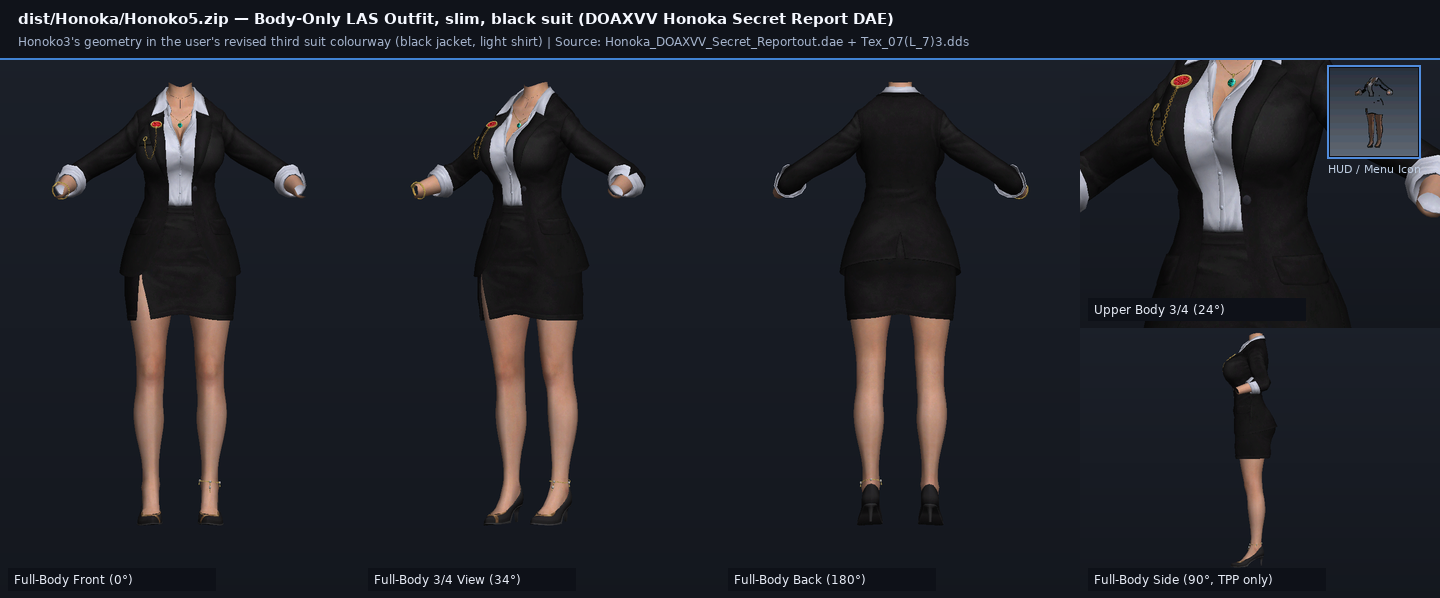 dist/Honoka/Honoko5.zip — Body-Only LAS Outfit, slim, black suit (DOAXVV Honoka Secret Report DAE)
Honoko3's geometry in the user's revised third suit colourway (black jacket, light shirt) | Source: Honoka_DOAXVV_Secret_Reportout.dae + Tex_07(L_7)3.dds
HUD / Menu Icon
Upper Body 3/4 (24°)
Full-Body Front (0°)
Full-Body 3/4 View (34°)
Full-Body Back (180°)
Full-Body Side (90°, TPP only)